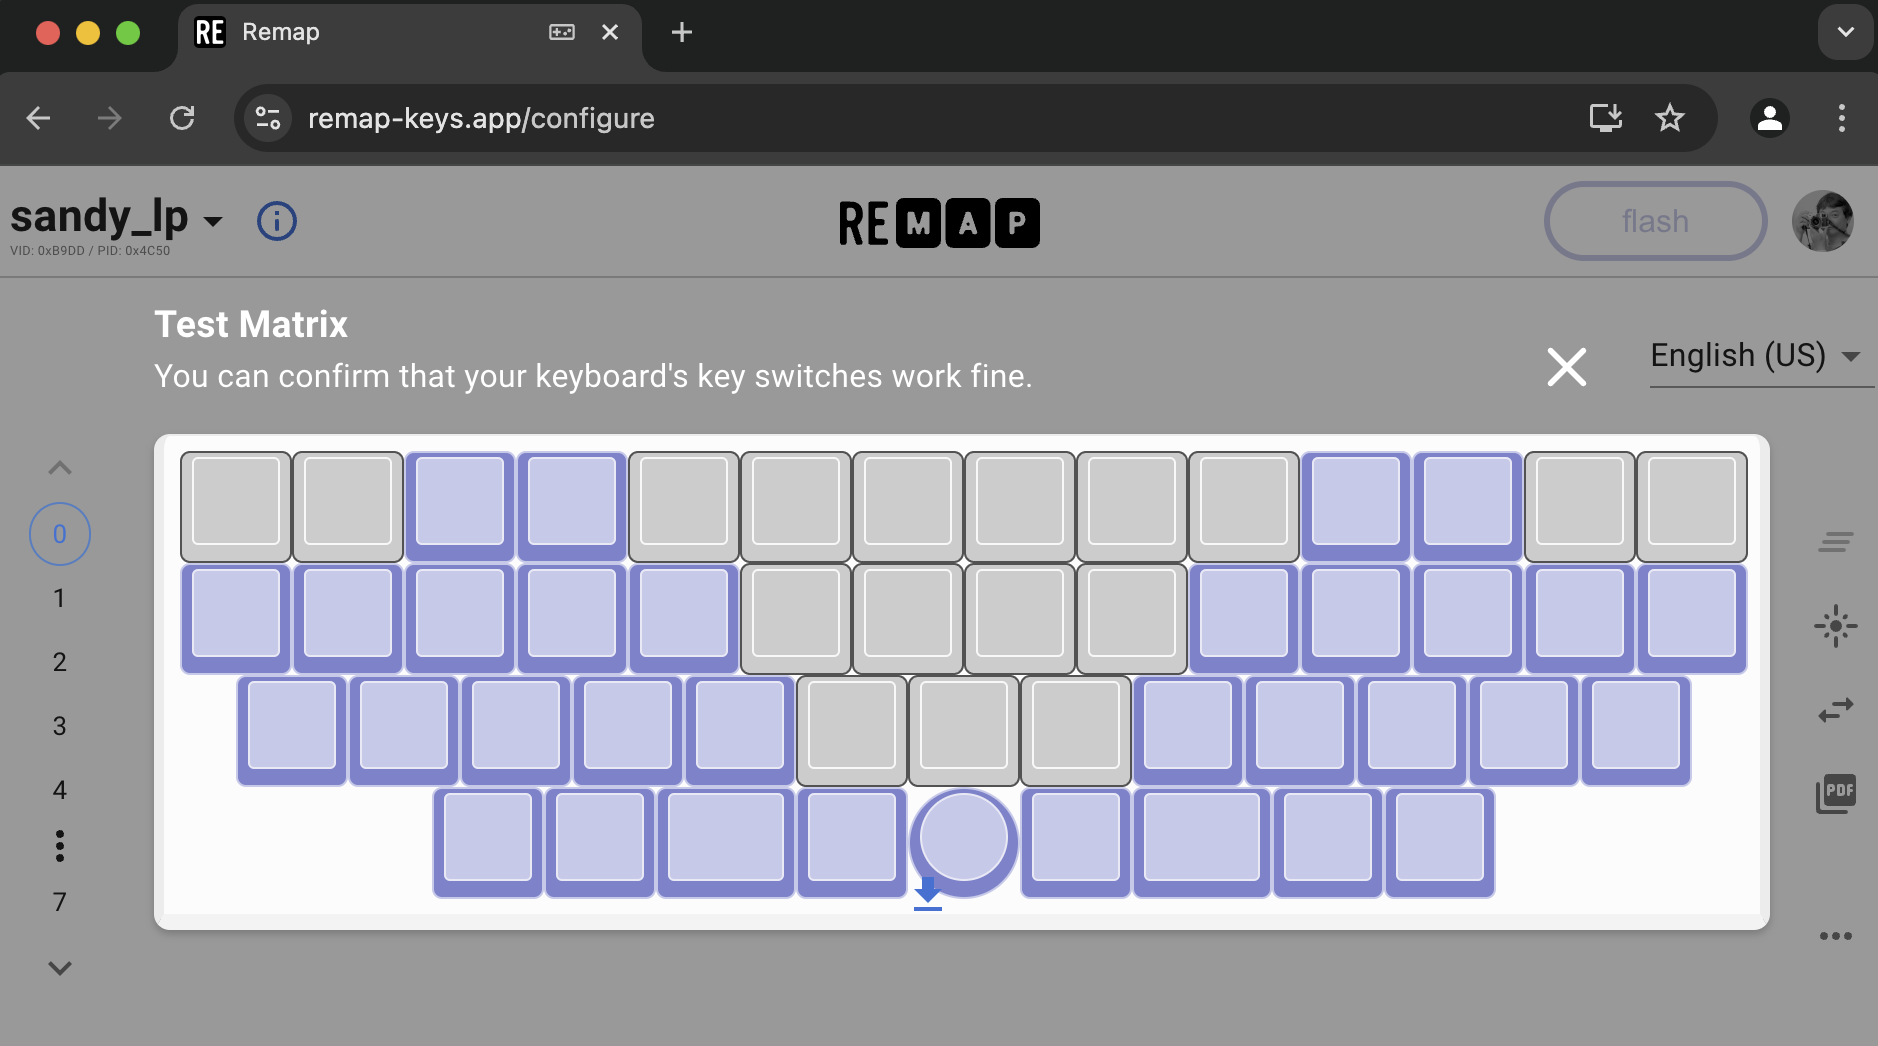 RE Remap
remap-keys.app/configure
sandy_lp
VID: 0xB9DD / PID: 0x4C50
REMAP
flash
Test Matrix
You can confirm that your keyboard's key switches work fine.
English (US)
0
1
2
3
4
7
PDF